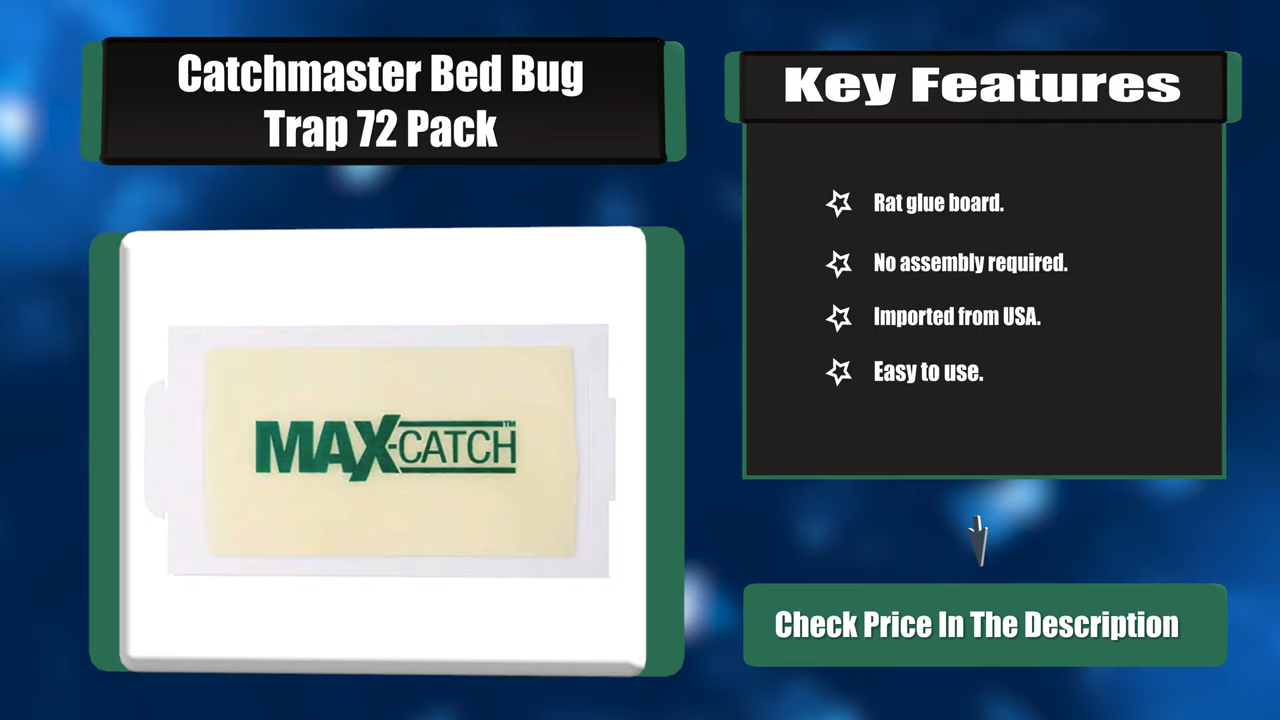 Catchmaster Bed Bug
Trap 72 Pack
MAX-CATCH™
Key Features
Rat glue board.
No assembly required.
Imported from USA.
Easy to use.
Check Price In The Description